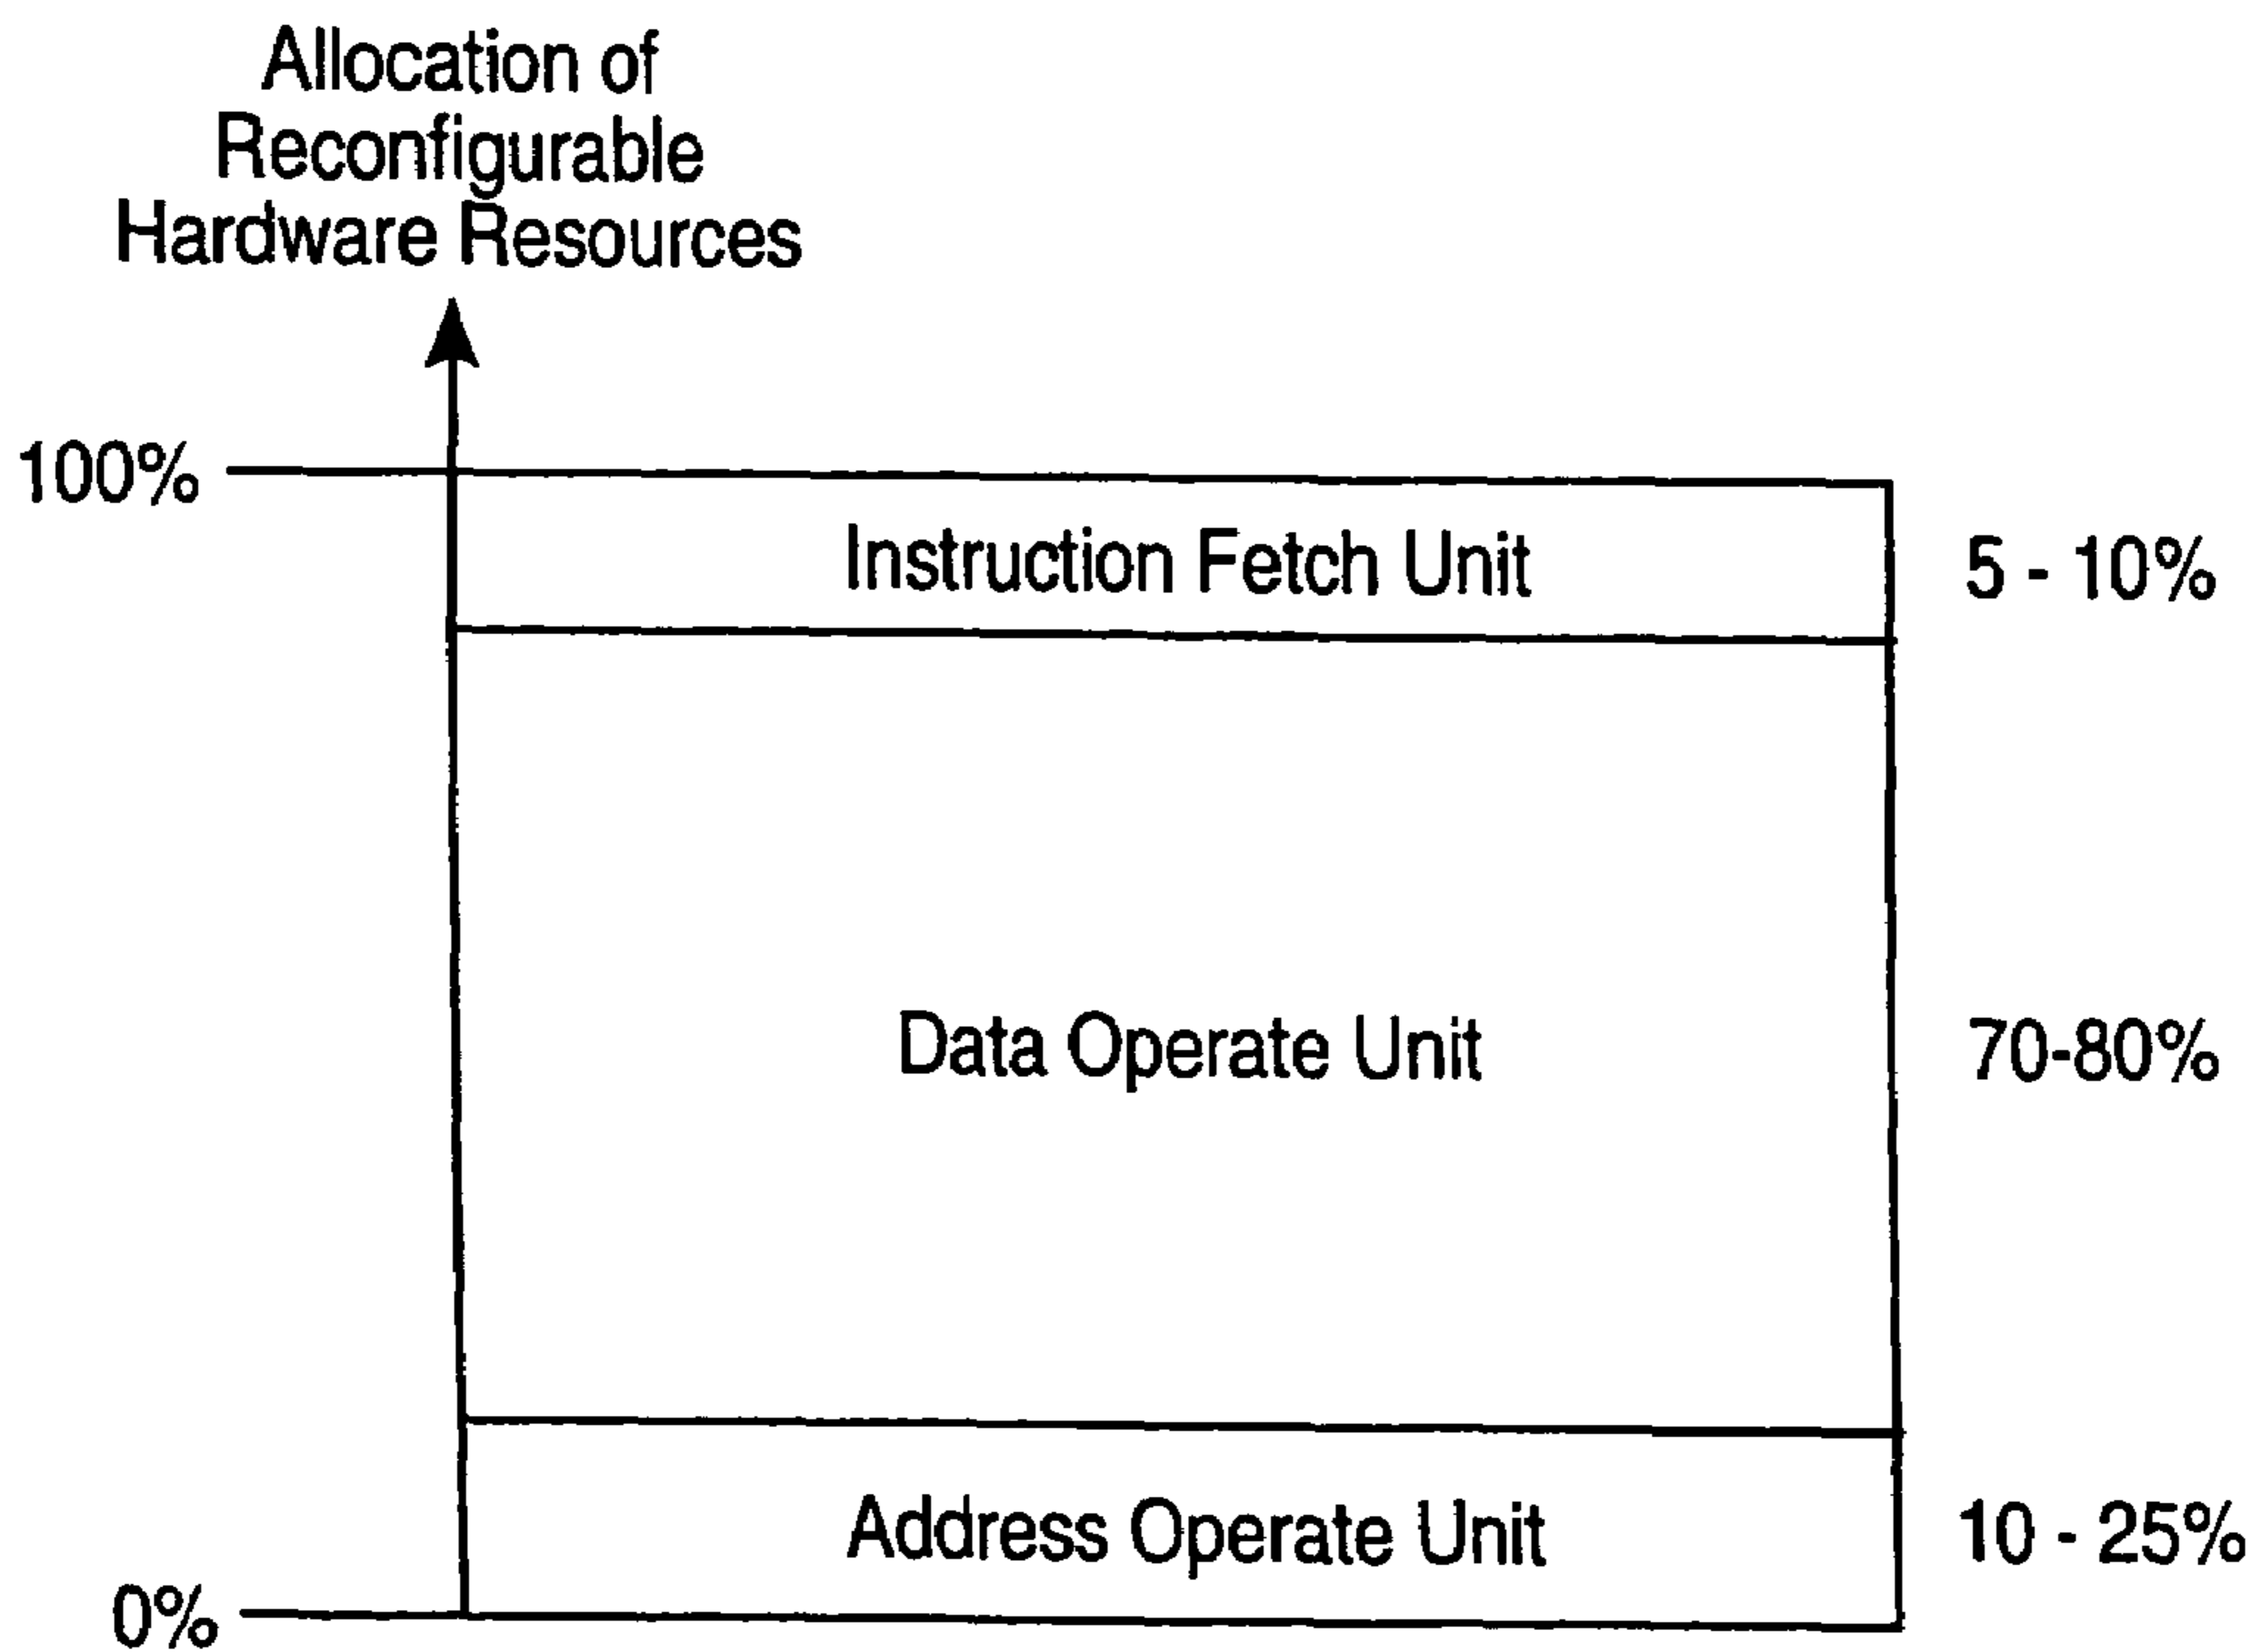 Allocation of
Reconfigurable
Hardware Resources
100%
Instruction Fetch Unit
5 - 10%
Data Operate Unit
70-80%
Address Operate Unit
10 - 25%
0%